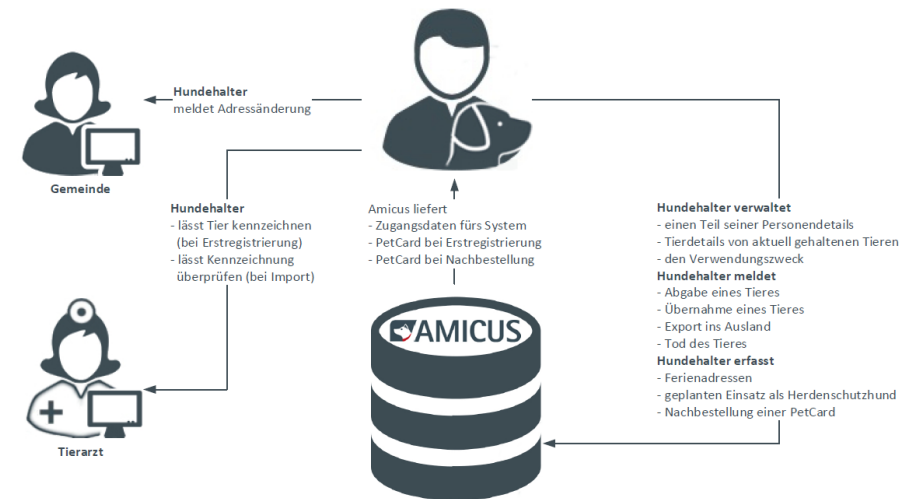 Hundehalter
meldet Adressänderung
Gemeinde
Hundehalter
- lässt Tier kennzeichnen
(bei Erstregistrierung)
- lässt Kennzeichnung
überprüfen (bei Import)
Tierarzt
Amicus liefert
- Zugangsdaten fürs System
- PetCard bei Erstregistrierung
- PetCard bei Nachbestellung
AMICUS
Hundehalter verwaltet
- einen Teil seiner Personendetails
- Tierdetails von aktuell gehaltenen Tieren
- den Verwendungszweck
Hundehalter meldet
- Abgabe eines Tieres
- Übernahme eines Tieres
- Export ins Ausland
- Tod des Tieres
Hundehalter erfasst
- Ferienadressen
- geplanten Einsatz als Herdenschutzhund
- Nachbestellung einer PetCard